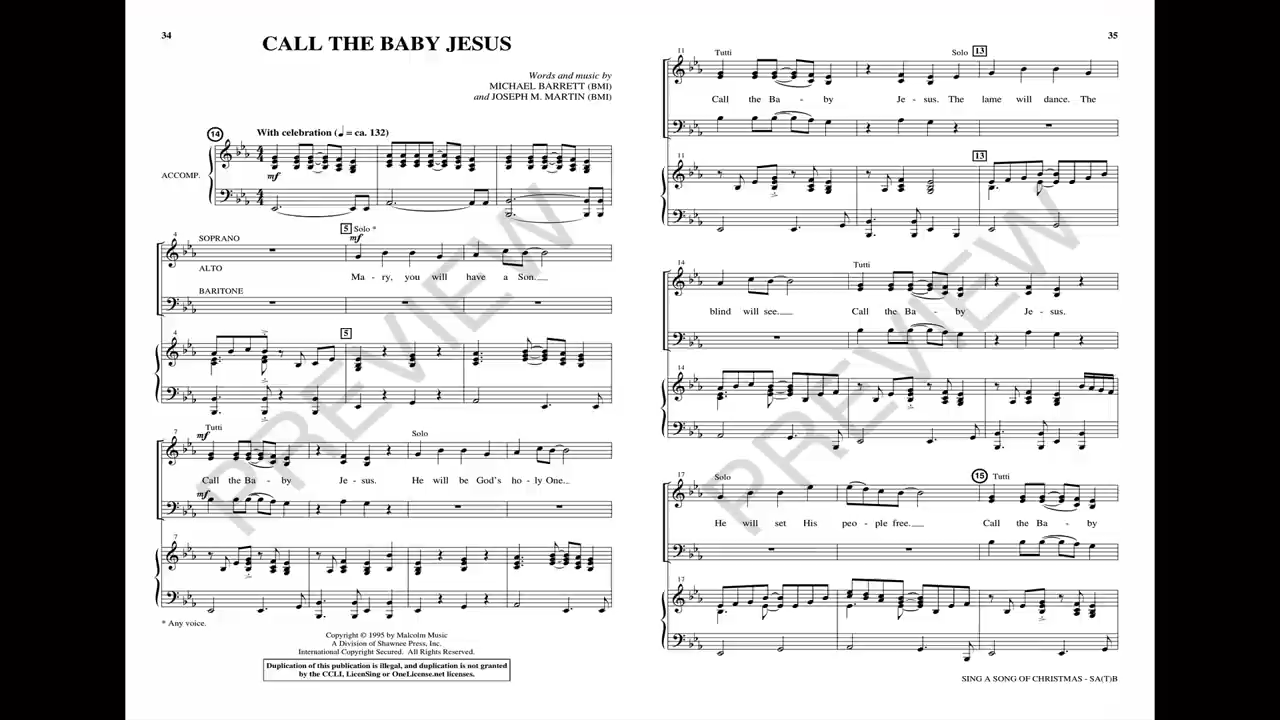 34
CALL THE BABY JESUS
Words and music by
MICHAEL BARRETT (BMI)
and JOSEPH M. MARTIN (BMI)
14
With celebration (♩ = ca. 132)
ACCOMP.
mf
4
5 Solo *
mf
SOPRANO
ALTO
Ma - ry, you will have a Son.
BARITONE
4
5
7
Tutti
mf
Solo
Call the Ba - by Je - sus. He will be God's ho - ly One.
mf
7
* Any voice.
Copyright © 1995 by Malcolm Music
A Division of Shawnee Press, Inc.
International Copyright Secured. All Rights Reserved.
Duplication of this publication is illegal, and duplication is not granted
by the CCLI, LicenSing or OneLicense.net licenses.
PREVIEW
35
11
Tutti
Solo 13
Call the Ba - by Je - sus. The lame will dance. The
11
13
14
Tutti
blind will see. Call the Ba - by Je - sus.
14
17
Solo
15 Tutti
He will set His peo - ple free. Call the Ba - by
17
SING A SONG OF CHRISTMAS - SA(T)B
PREVIEW